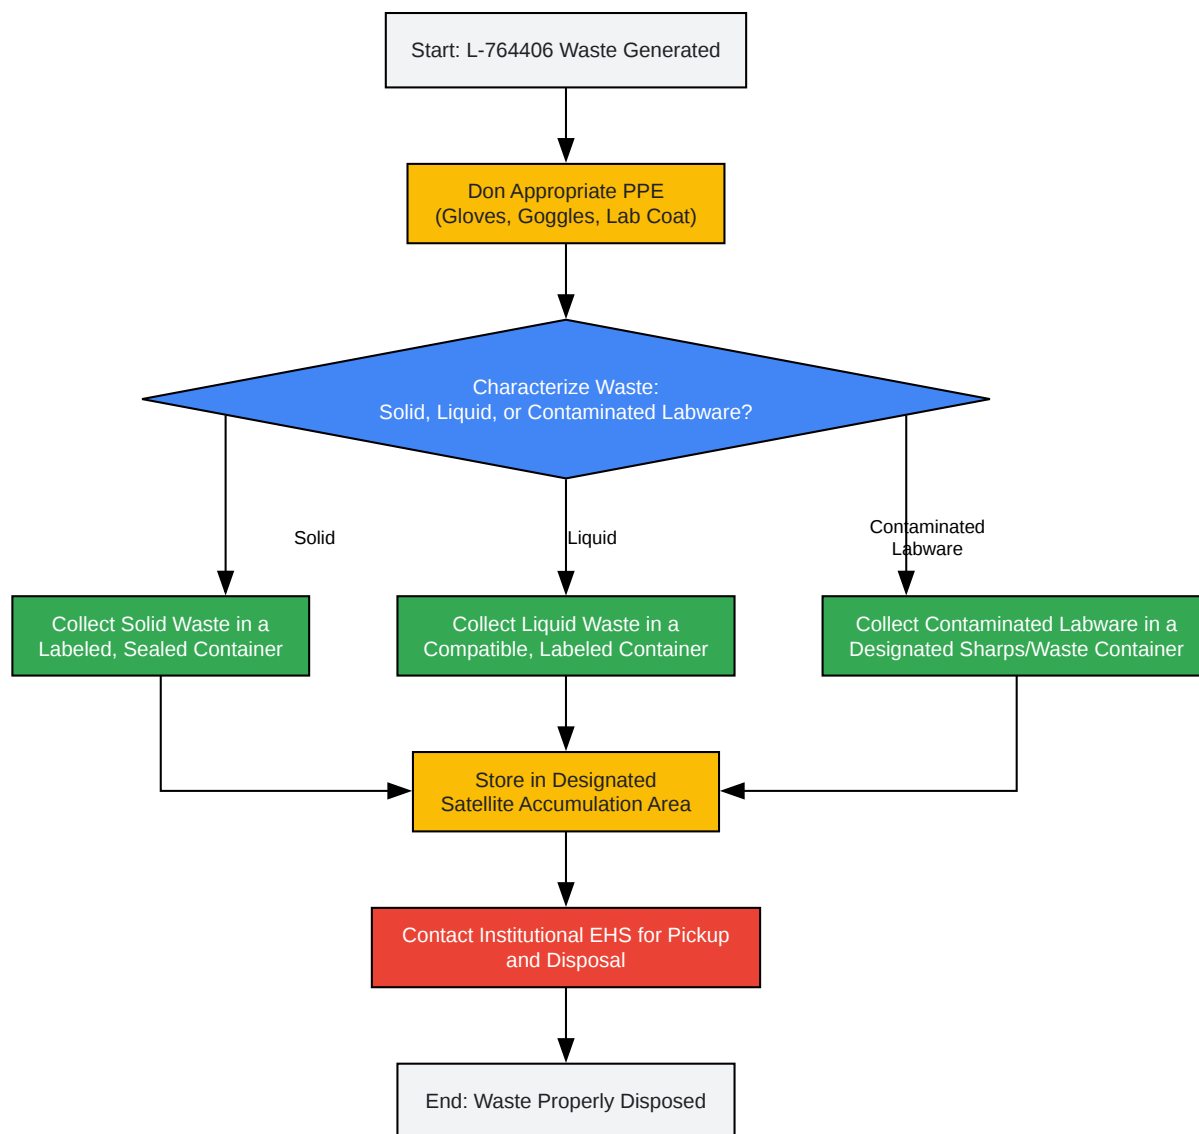 Start: L-764406 Waste Generated
Don Appropriate PPE
(Gloves, Goggles, Lab Coat)
Characterize Waste:
Solid, Liquid, or Contaminated Labware?
Solid
Liquid
Contaminated
Labware
Collect Solid Waste in a
Labeled, Sealed Container
Collect Liquid Waste in a
Compatible, Labeled Container
Collect Contaminated Labware in a
Designated Sharps/Waste Container
Store in Designated
Satellite Accumulation Area
Contact Institutional EHS for Pickup
and Disposal
End: Waste Properly Disposed